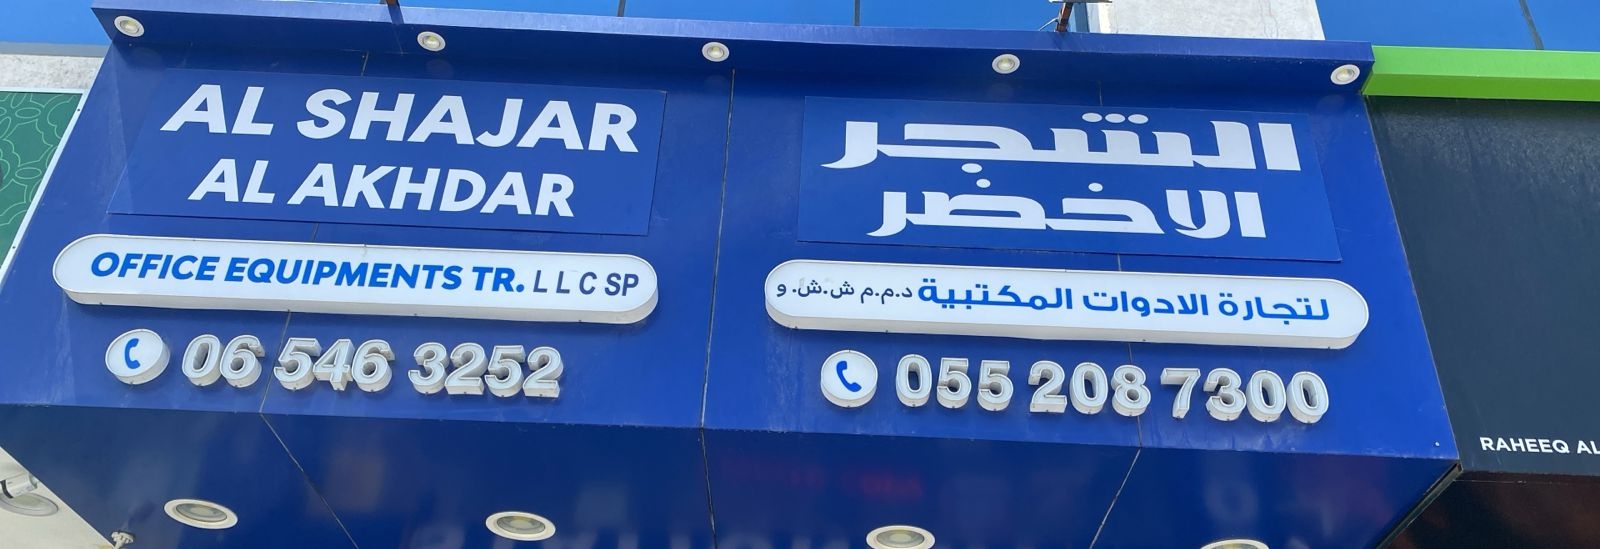 AL SHAJAR
AL AKHDAR
OFFICE EQUIPMENTS TR. L L C SP
06 546 3252
الشجر
الاخضر
لتجارة الادوات المكتبية د.م.م ش.ش. و
055 208 7300
RAHEEQ AL